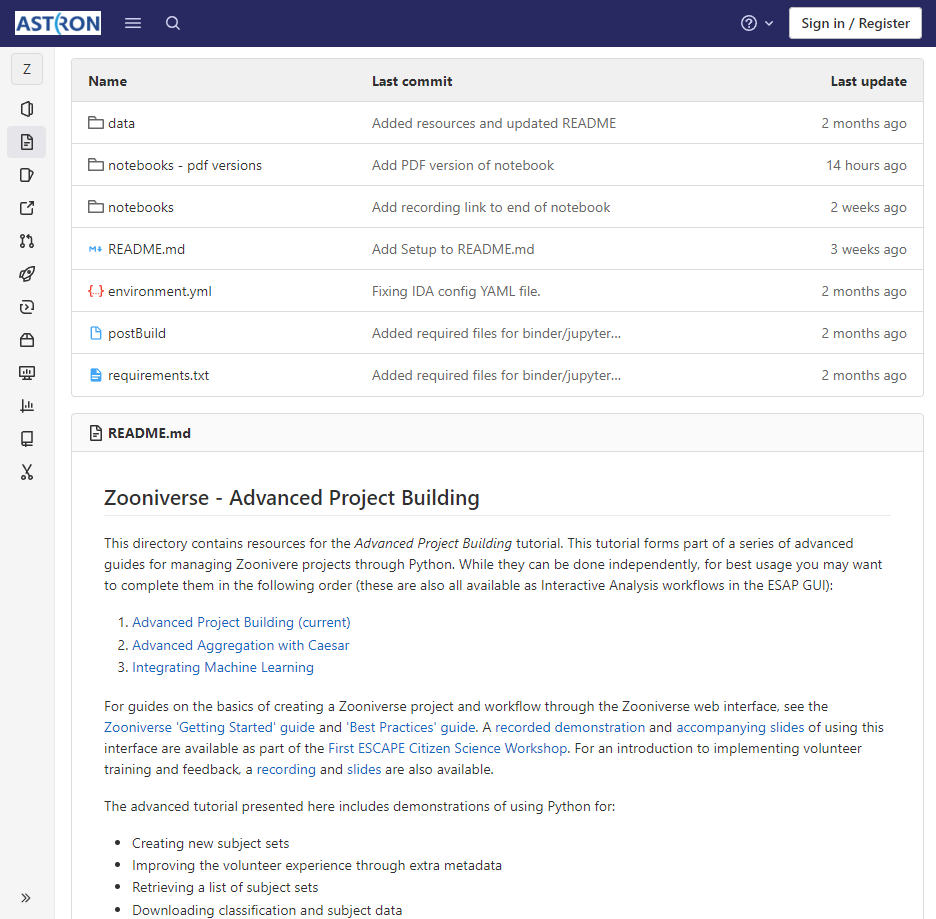 ASTRON
Sign in / Register
Z
Name Last commit Last update
data Added resources and updated README 2 months ago
notebooks - pdf versions Add PDF version of notebook 14 hours ago
notebooks Add recording link to end of notebook 2 weeks ago
README.md Add Setup to README.md 3 weeks ago
environment.yml Fixing IDA config YAML file. 2 months ago
postBuild Added required files for binder/jupyter... 2 months ago
requirements.txt Added required files for binder/jupyter... 2 months ago
README.md
Zooniverse - Advanced Project Building
This directory contains resources for the Advanced Project Building tutorial. This tutorial forms part of a series of advanced
guides for managing Zoonivere projects through Python. While they can be done independently, for best usage you may want
to complete them in the following order (these are also all available as Interactive Analysis workflows in the ESAP GUI):
1. Advanced Project Building (current)
2. Advanced Aggregation with Caesar
3. Integrating Machine Learning
For guides on the basics of creating a Zooniverse project and workflow through the Zooniverse web interface, see the
Zooniverse 'Getting Started' guide and 'Best Practices' guide. A recorded demonstration and accompanying slides of using this
interface are available as part of the First ESCAPE Citizen Science Workshop. For an introduction to implementing volunteer
training and feedback, a recording and slides are also available.
The advanced tutorial presented here includes demonstrations of using Python for:
• Creating new subject sets
• Improving the volunteer experience through extra metadata
• Retrieving a list of subject sets
• Downloading classification and subject data